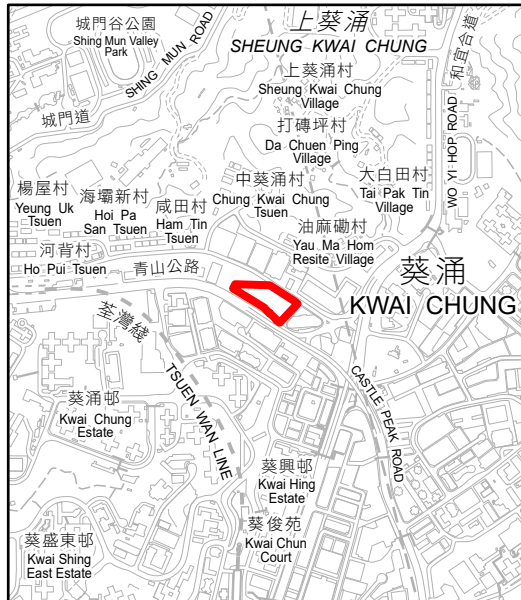 城門谷公園
Shing Mun Valley
Park
SHING MUN ROAD
城門道
上葵涌
SHEUNG KWAI CHUNG
上葵涌村
Sheung Kwai Chung
Village
和宜合道
WO YI HOP ROAD
打磚坪村
Da Chuen Ping
Village
楊屋村
Yeung Uk
Tsuen
海壩新村
Hoi Pa
San Tsuen
咸田村
Ham Tin
Tsuen
中葵涌村
Chung Kwai Chung
Tsuen
大白田村
Tai Pak Tin
Village
油麻磡村
Yau Ma Hom
Resite Village
河背村
Ho Pui Tsuen
青山公路
葵涌
KWAI CHUNG
荃灣綫
TSUEN WAN LINE
CASTLE PEAK ROAD
葵涌邨
Kwai Chung
Estate
葵興邨
Kwai Hing
Estate
葵俊苑
Kwai Chun
Court
葵盛東邨
Kwai Shing
East Estate